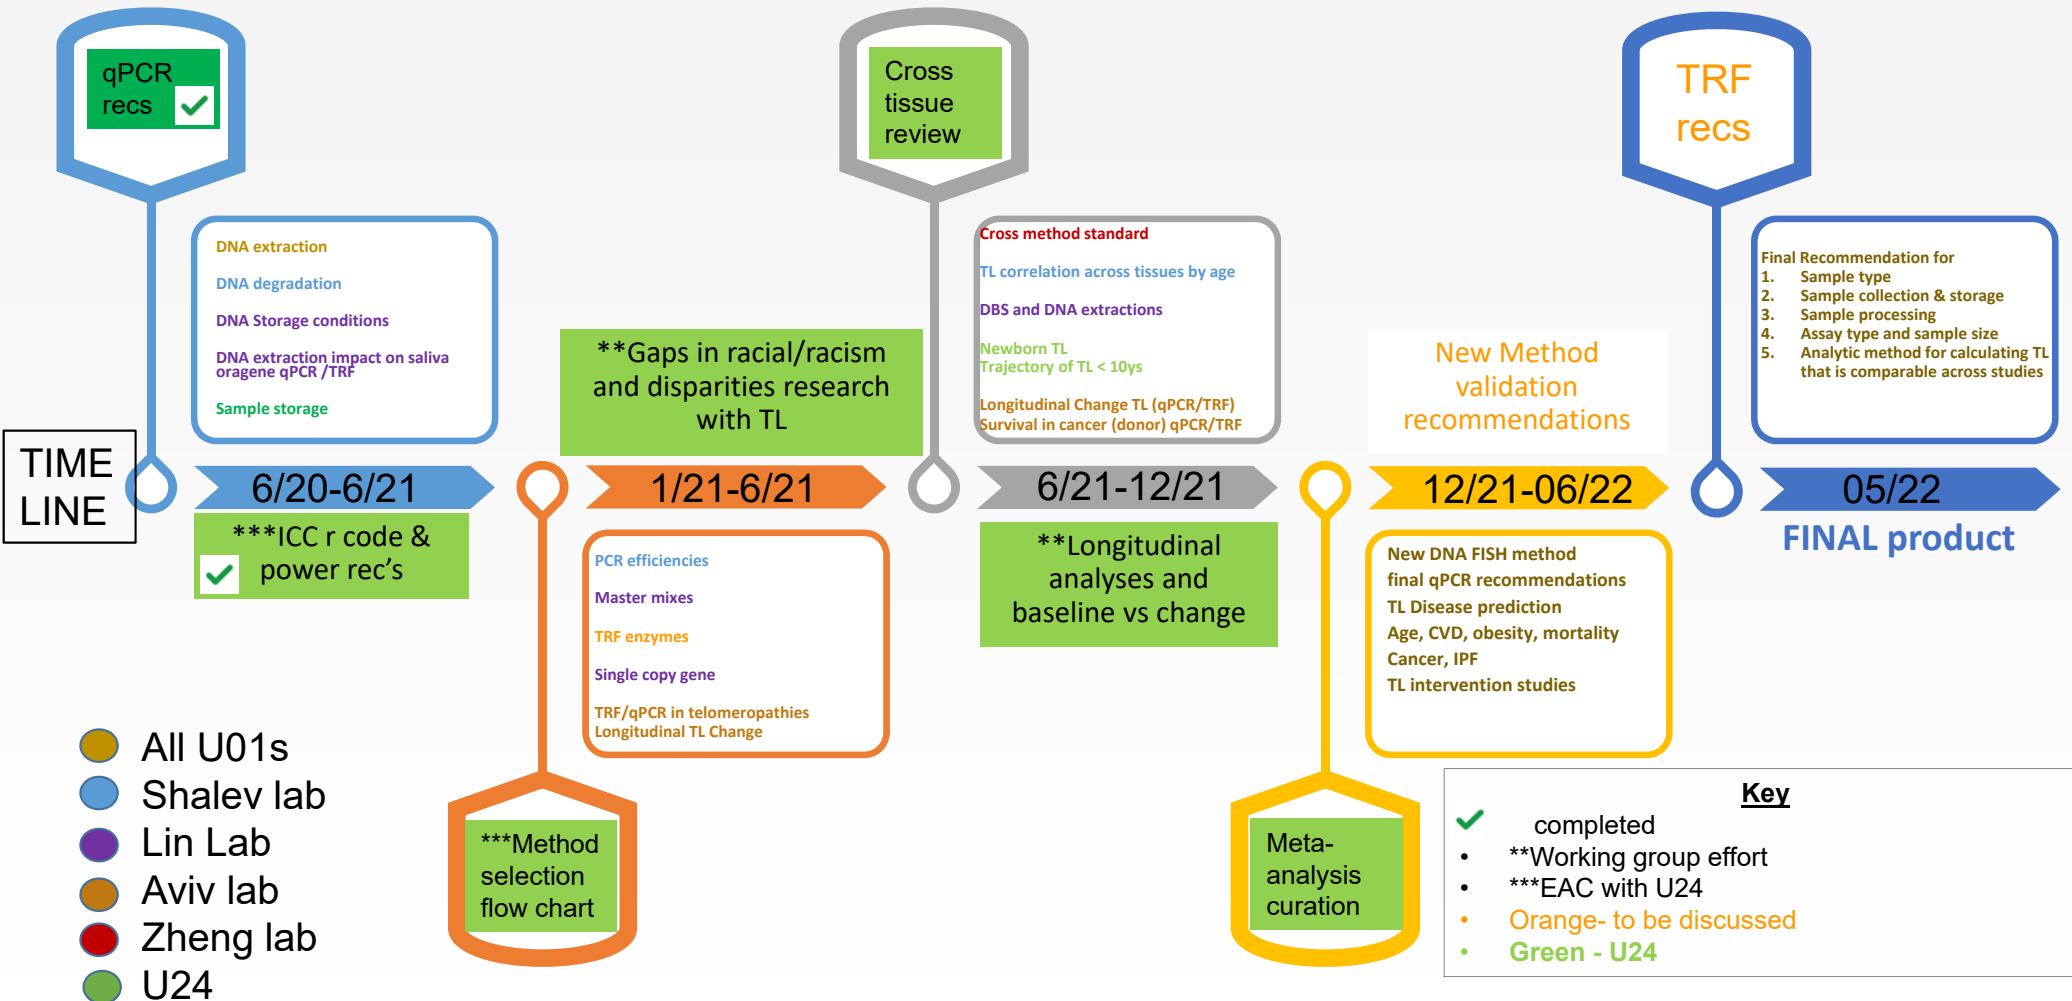 qPCR
recs
Cross
tissue
review
TRF
recs
DNA extraction
DNA degradation
DNA Storage conditions
DNA extraction impact on saliva
oragene qPCR /TRF
Sample storage
**Gaps in racial/racism
and disparities research
with TL
Cross method standard
TL correlation across tissues by age
DBS and DNA extractions
Newborn TL
Trajectory of TL < 10ys
Longitudinal Change TL (qPCR/TRF)
Survival in cancer (donor) qPCR/TRF
New Method
validation
recommendations
Final Recommendation for
1. Sample type
2. Sample collection & storage
3. Sample processing
4. Assay type and sample size
5. Analytic method for calculating TL
that is comparable across studies
TIME
LINE
6/20-6/21
1/21-6/21
6/21-12/21
12/21-06/22
05/22
***ICC r code &
power rec's
PCR efficiencies
Master mixes
TRF enzymes
Single copy gene
TRF/qPCR in telomeropathies
Longitudinal TL Change
**Longitudinal
analyses and
baseline vs change
New DNA FISH method
final qPCR recommendations
TL Disease prediction
Age, CVD, obesity, mortality
Cancer, IPF
TL intervention studies
FINAL product
All U01s
Shalev lab
Lin Lab
Aviv lab
Zheng lab
U24
***Method
selection
flow chart
Meta-
analysis
curation
Key
completed
• **Working group effort
• ***EAC with U24
• Orange- to be discussed
• Green - U24